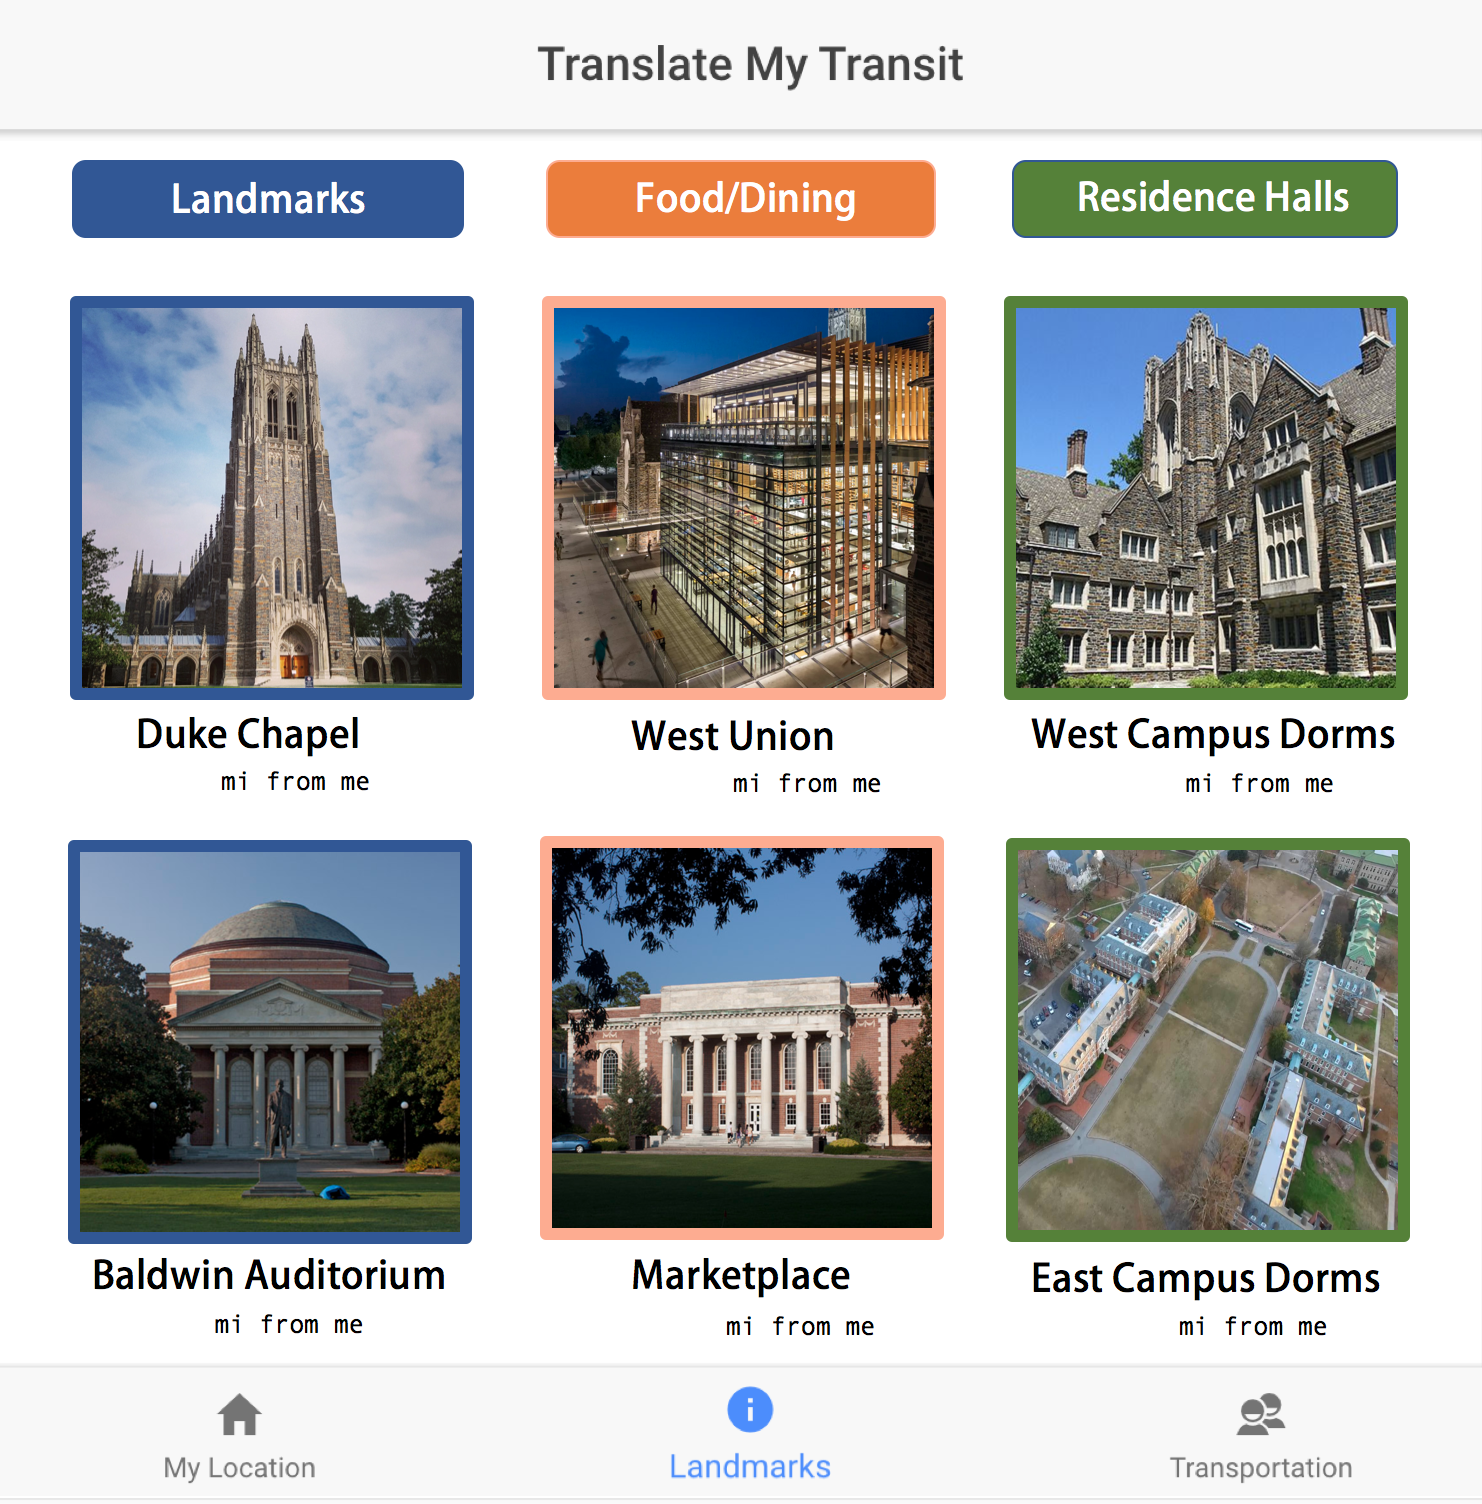 Translate My Transit
Landmarks
Food/Dining
Residence Halls
Duke Chapel
mi from me
West Union
mi from me
West Campus Dorms
mi from me
Baldwin Auditorium
mi from me
Marketplace
mi from me
East Campus Dorms
mi from me
My Location
Landmarks
Transportation